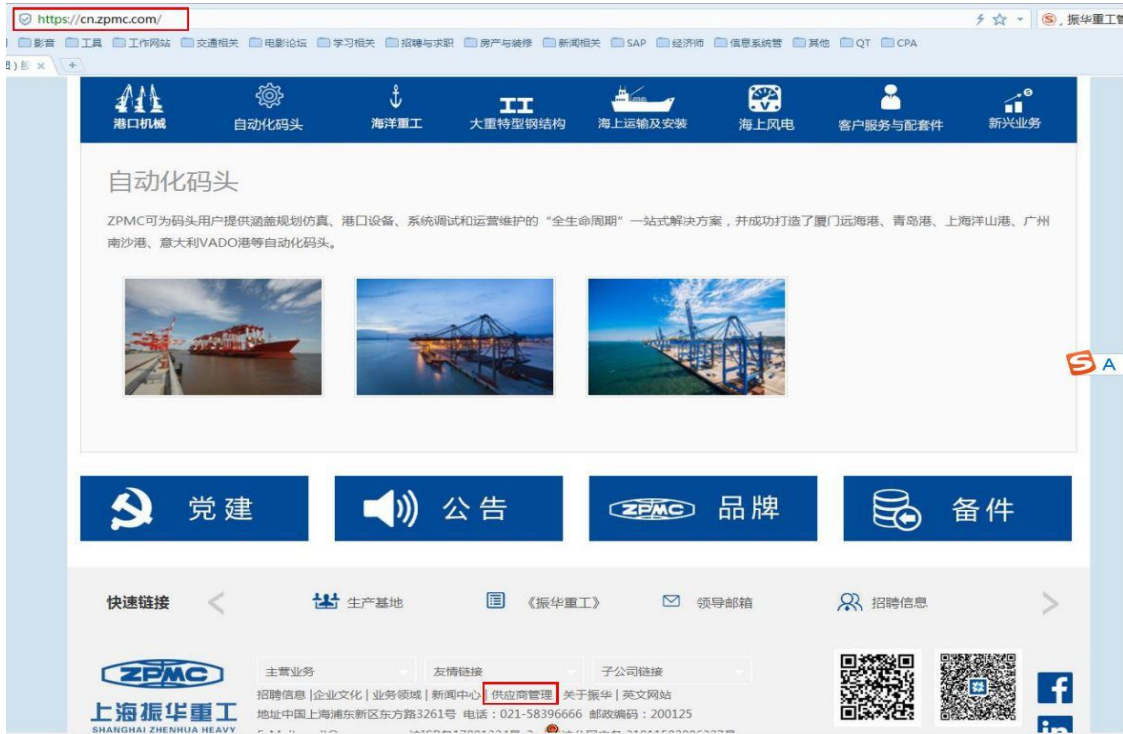 https://cn.zpmc.com/
振华重工
影音 工具 工作网站 交通相关 电影论坛 学习相关 招聘与求职 房产与装修 新闻相关 SAP 经济师 信息系统管 其他 QT CPA
港口机械 自动化码头 海洋重工 大重特型钢结构 海上运输及安装 海上风电 客户服务与配套件 新兴业务
自动化码头
ZPMC可为码头用户提供涵盖规划仿真、港口设备、系统调试和运营维护的“全生命周期”一站式解决方案，并成功打造了厦门远海港、青岛港、上海洋山港、广州
南沙港、意大利VADO港等自动化码头。
A
党建 公告 ZPMC 品牌 备件
快速链接 生产基地 《振华重工》 领导邮箱 招聘信息
ZPMC
上海振华重工
SHANGHAI ZHENHUA HEAVY
主营业务 友情链接 子公司链接
招聘信息 |企业文化 | 业务领域 | 新闻中心 | 供应商管理 | 关于振华 | 英文网站
地址中国上海浦东新区东方路3261号 电话：021-58396666 邮政编码：200125
f
in